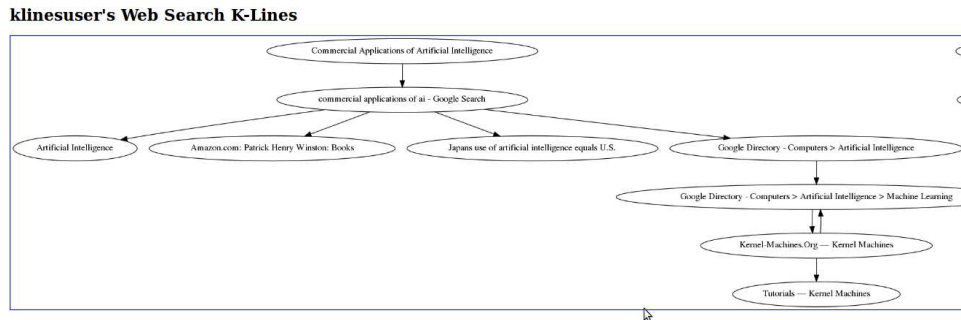 klinesuser's Web Search K-Lines
Commercial Applications of Artificial Intelligence
commercial applications of ai - Google Search
Artificial Intelligence
Amazon.com: Patrick Henry Winston: Books
Japans use of artificial intelligence equals U.S.
Google Directory - Computers > Artificial Intelligence
Google Directory - Computers > Artificial Intelligence > Machine Learning
Kernel-Machines.Org — Kernel Machines
Tutorials — Kernel Machines